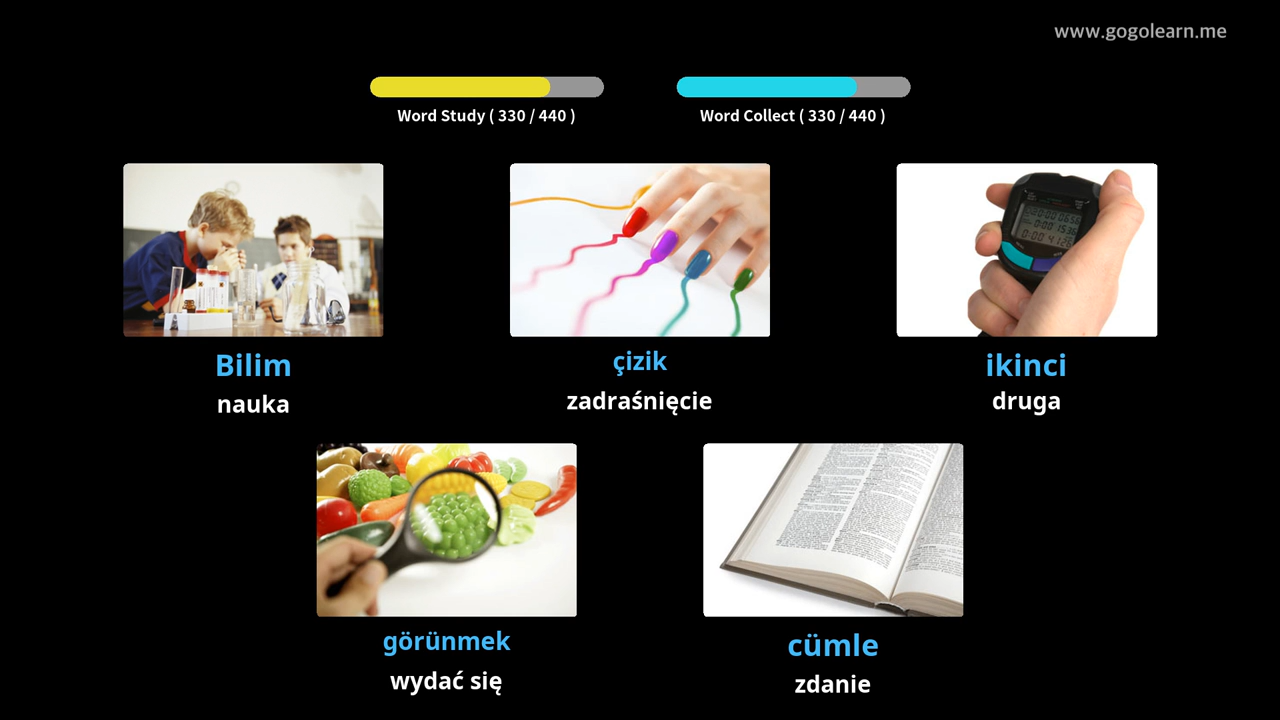 www.gogolearn.me
Word Study ( 330 / 440 )
Word Collect ( 330 / 440 )
Bilim
nauka
çizik
zadraśnięcie
ikinci
druga
görünmek
wydać się
cümle
zdanie